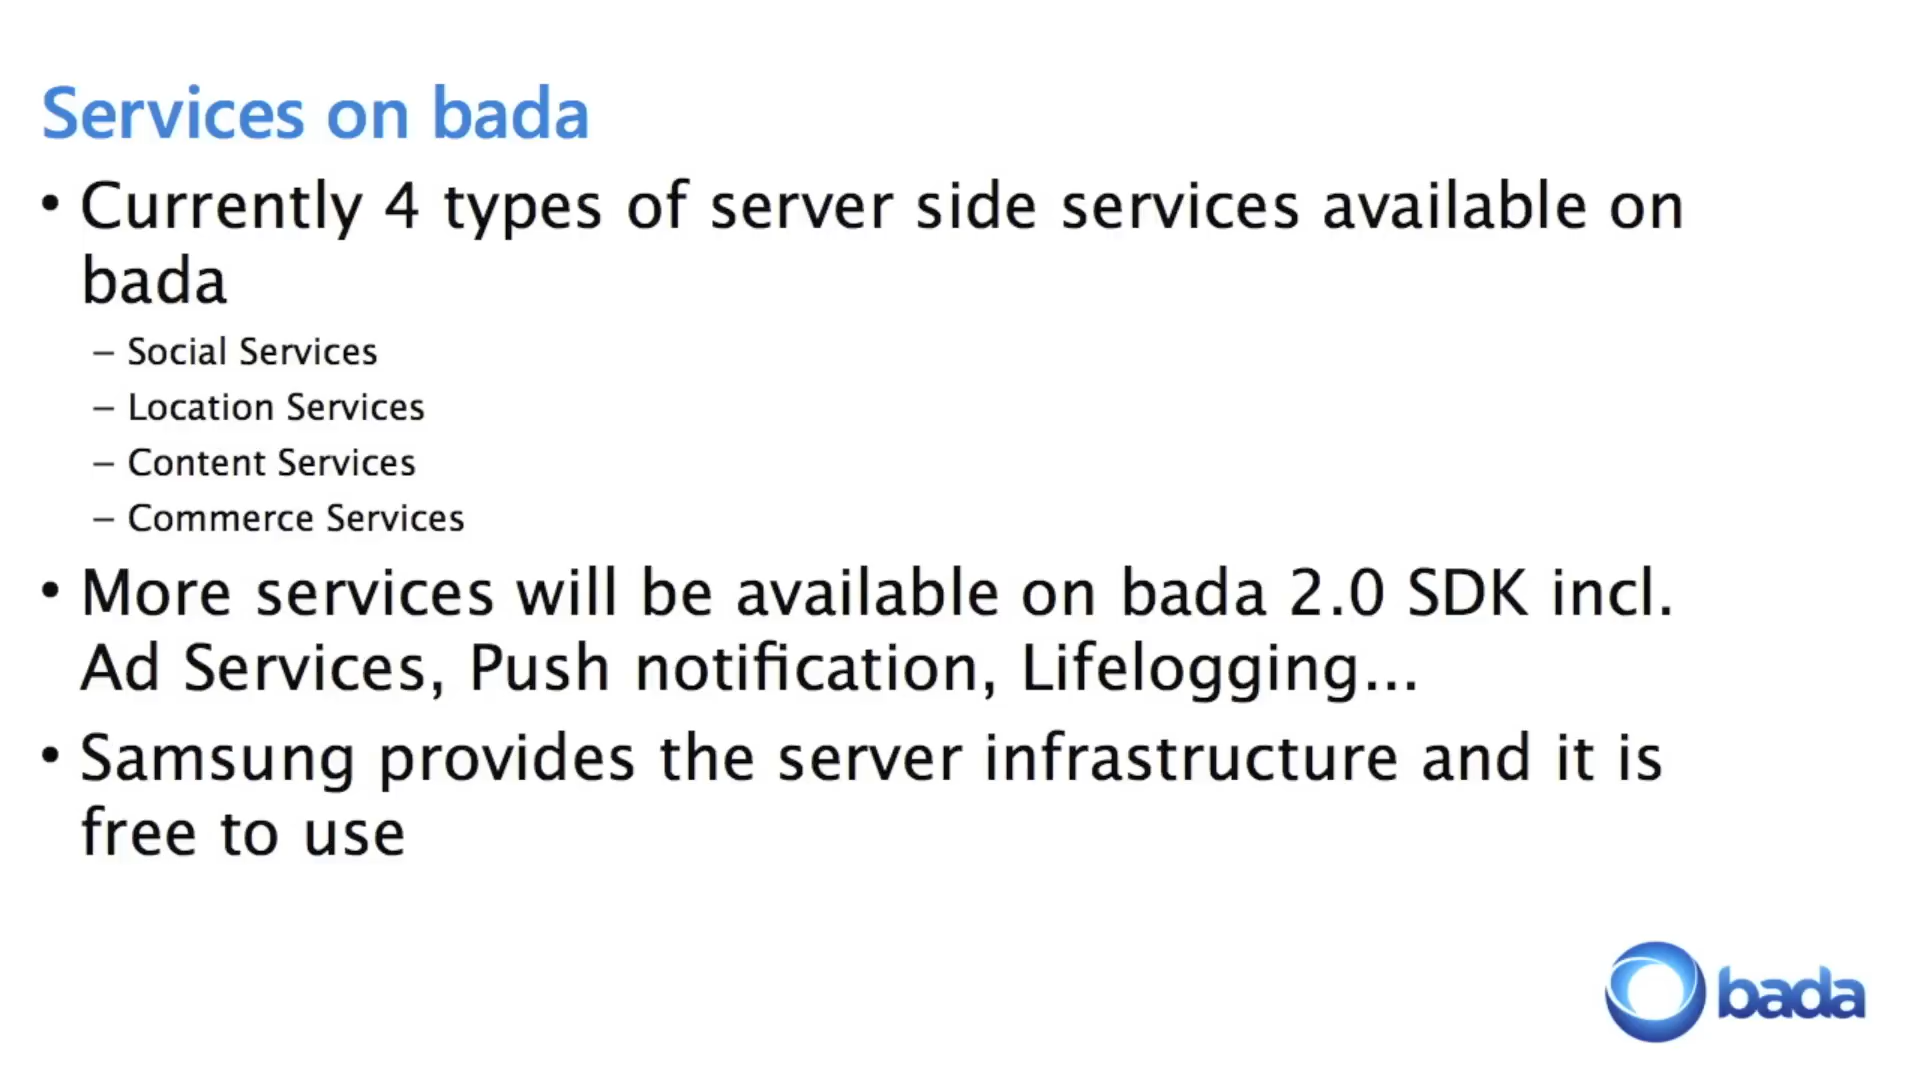 Services on bada
• Currently 4 types of server side services available on
bada
– Social Services
– Location Services
– Content Services
– Commerce Services
• More services will be available on bada 2.0 SDK incl.
Ad Services, Push notification, Lifelogging...
• Samsung provides the server infrastructure and it is
free to use
bada